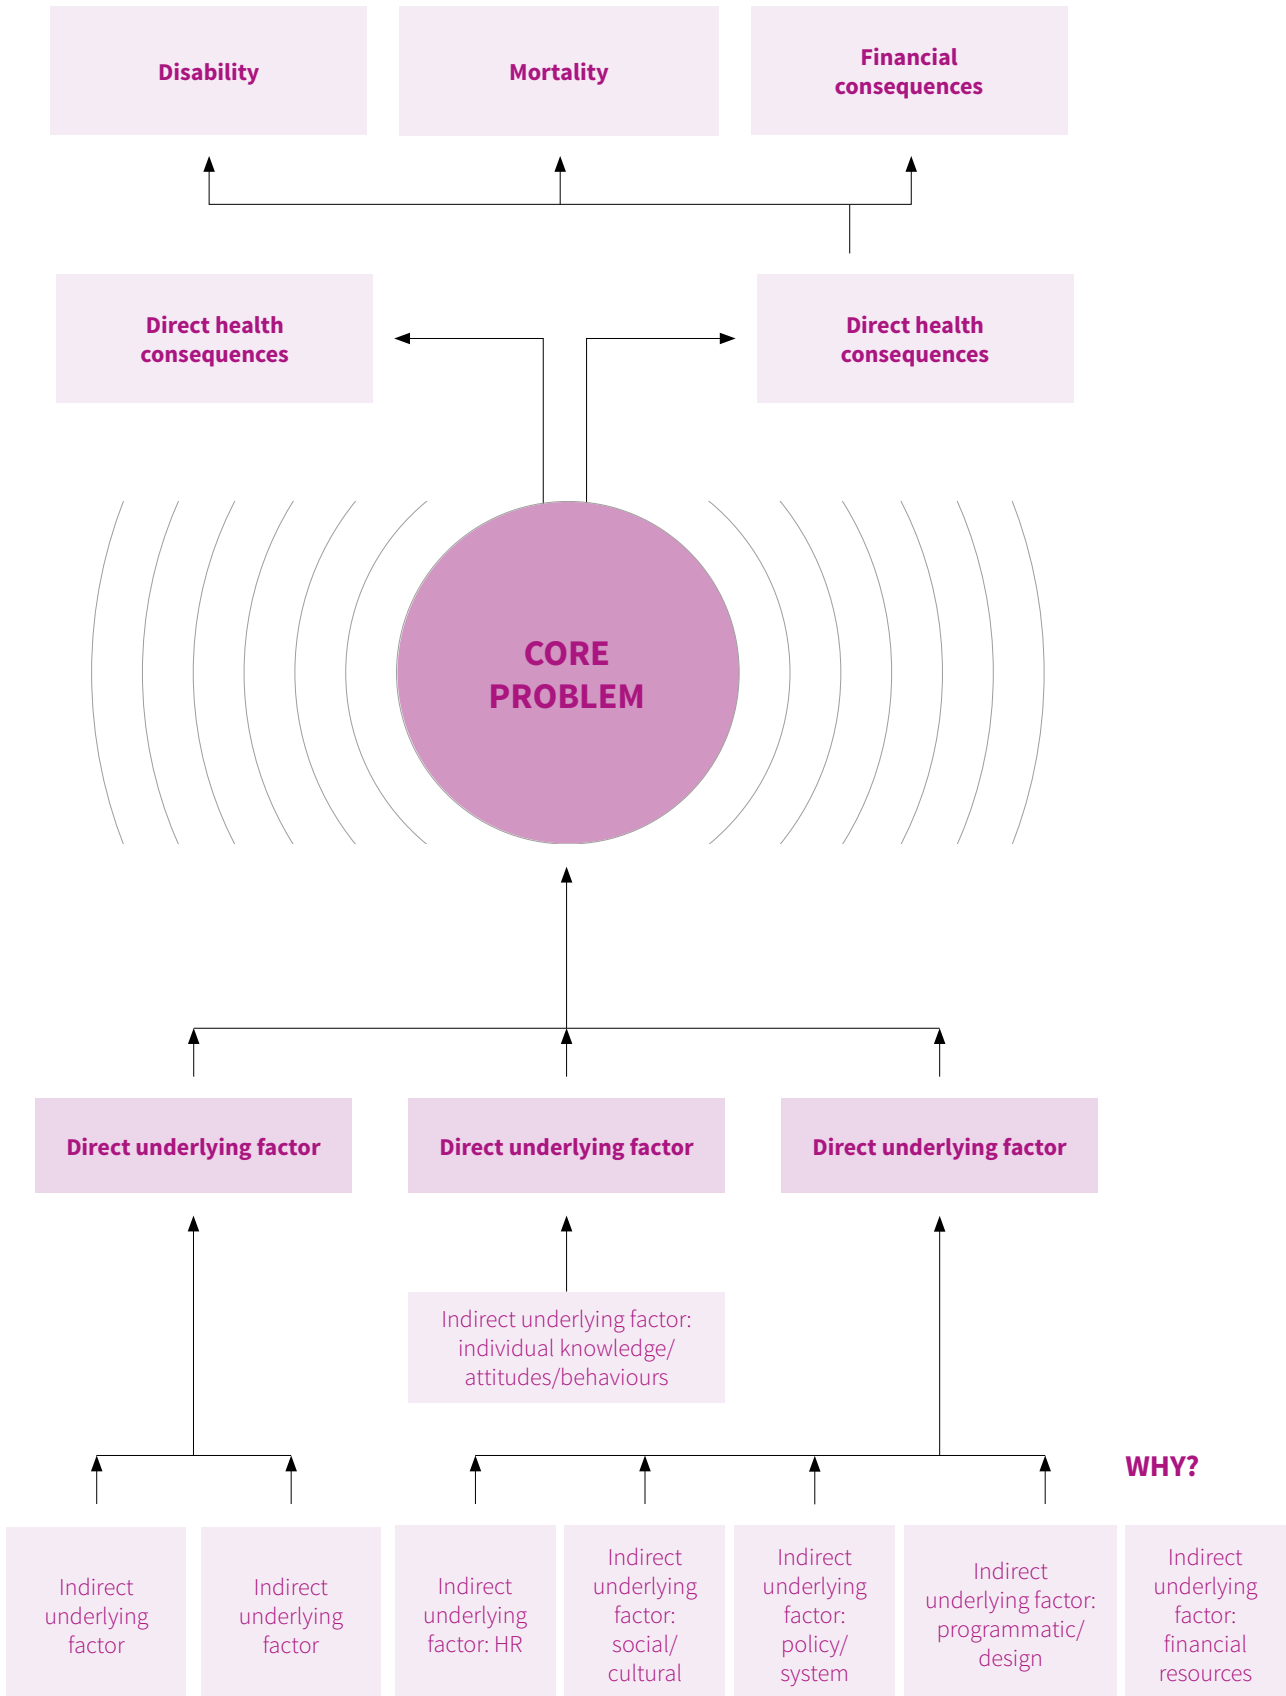 Disability
Mortality
Financial
consequences
Direct health
consequences
Direct health
consequences
CORE
PROBLEM
Direct underlying factor
Direct underlying factor
Direct underlying factor
Indirect underlying factor:
individual knowledge/
attitudes/behaviours
WHY?
Indirect
underlying
factor
Indirect
underlying
factor
Indirect
underlying
factor: HR
Indirect
underlying
factor:
social/
cultural
Indirect
underlying
factor:
policy/
system
Indirect
underlying factor:
programmatic/
design
Indirect
underlying
factor:
financial
resources